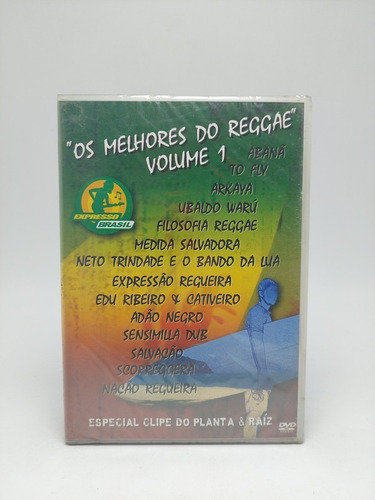 "OS MELHORES DO REGGAE"
VOLUME 1
ABANÃ
TO FLY
ARKAYA
UBALDO WARÚ
FILOSOFIA REGGAE
MEDIDA SALVADORA
NETO TRINDADE E O BANDO DA LUA
EXPRESSÃO REGUEIRA
EDU RIBEIRO & CATIVEIRO
ADÃO NEGRO
SENSIMILLA DUB
SALVAÇÃO
SCORREGGERA
NAÇÃO REGUEIRA
EXPRESSO
BRASIL
ESPECIAL CLIPE DO PLANTA & RAÍZ
DVD